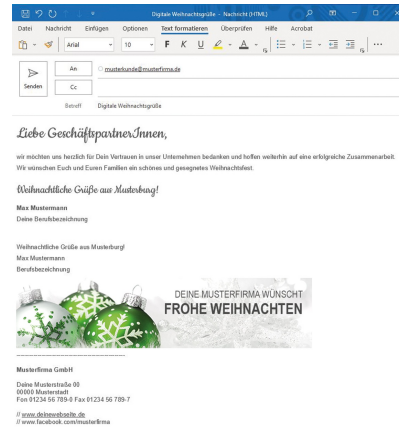 Digitale Weihnachtsgrüße - Nachricht (HTML)
Datei Nachricht Einfügen Optionen Text formatieren Überprüfen Hilfe Acrobat
Arial 10 F K U A
Senden
An musterkunde@musterfirma.de
Cc
Betreff Digitale Weihnachtsgrüße
Liebe GeschäftspartnerInnen,
wir möchten uns herzlich für Dein Vertrauen in unser Unternehmen bedanken und hoffen weiterhin auf eine erfolgreiche Zusammenarbeit.
Wir wünschen Euch und Euren Familien ein schönes und gesegnetes Weihnachtsfest.
Weihnachtliche Grüße aus Musterburg!
Max Mustermann
Deine Berufsbezeichnung
Weihnachtliche Grüße aus Musterburg!
Max Mustermann
Berufsbezeichnung
DEINE MUSTERFIRMA WÜNSCHT
FROHE WEIHNACHTEN
Musterfirma GmbH
Deine Musterstraße 00
00000 Musterstadt
Fon 01234 56 789-0 Fax 01234 56 789-7
// www.deinewebseite.de
// www.facebook.com/musterfirma